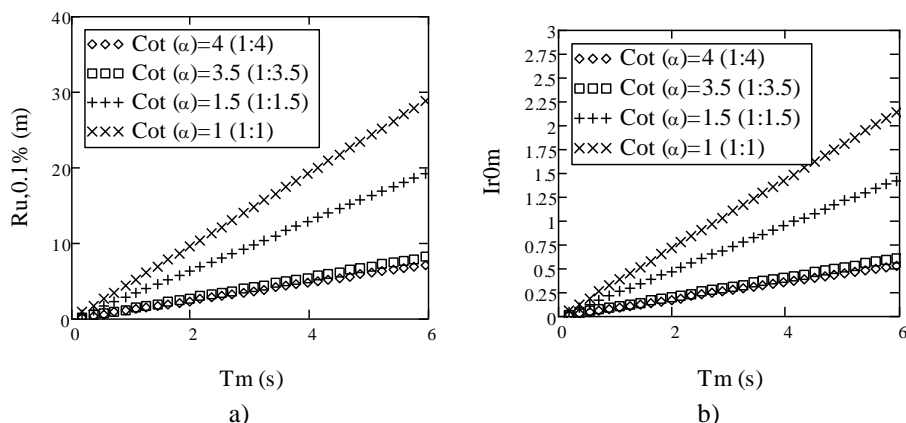 40
30
20
10
0
Ru,0.1% (m)
Cot (α)=4 (1:4)
Cot (α)=3.5 (1:3.5)
Cot (α)=1.5 (1:1.5)
Cot (α)=1 (1:1)
0 2 4 6
Tm (s)
a)
3
2.75
2.5
2.25
2
1.75
1.5
1.25
1
0.75
0.5
0.25
0
Ir0m
Cot (α)=4 (1:4)
Cot (α)=3.5 (1:3.5)
Cot (α)=1.5 (1:1.5)
Cot (α)=1 (1:1)
0 2 4 6
Tm (s)
b)